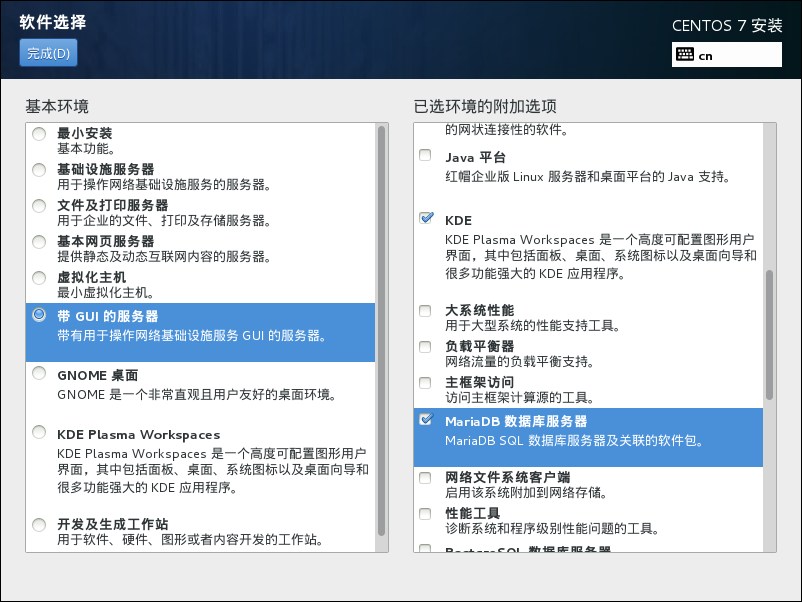 软件选择
完成(D)
CENTOS 7 安装
cn
基本环境
最小安装
基本功能。
基础设施服务器
用于操作网络基础设施服务的服务器。
文件及打印服务器
用于企业的文件、打印及存储服务器。
基本网页服务器
提供静态及动态互联网内容的服务器。
虚拟化主机
最小虚拟化主机。
带 GUI 的服务器
带有用于操作网络基础设施服务 GUI 的服务器。
GNOME 桌面
GNOME 是一个非常直观且用户友好的桌面环境。
KDE Plasma Workspaces
KDE Plasma Workspaces 是一个高度可配置图形用户
界面，其中包括面板、桌面、系统图标以及桌面向导和
很多功能强大的 KDE 应用程序。
开发及生成工作站
用于软件、硬件、图形或者内容开发的工作站。
已选环境的附加选项
的网状连接性的软件。
Java 平台
红帽企业版 Linux 服务器和桌面平台的 Java 支持。
KDE
KDE Plasma Workspaces 是一个高度可配置图形用户
界面，其中包括面板、桌面、系统图标以及桌面向导和
很多功能强大的 KDE 应用程序。
大系统性能
用于大型系统的性能支持工具。
负载平衡器
网络流量的负载平衡支持。
主框架访问
访问主框架计算源的工具。
MariaDB 数据库服务器
MariaDB SQL 数据库服务器及关联的软件包。
网络文件系统客户端
启用该系统附加到网络存储。
性能工具
诊断系统和程序级别性能问题的工具。
PostgreSQL 数据库服务器